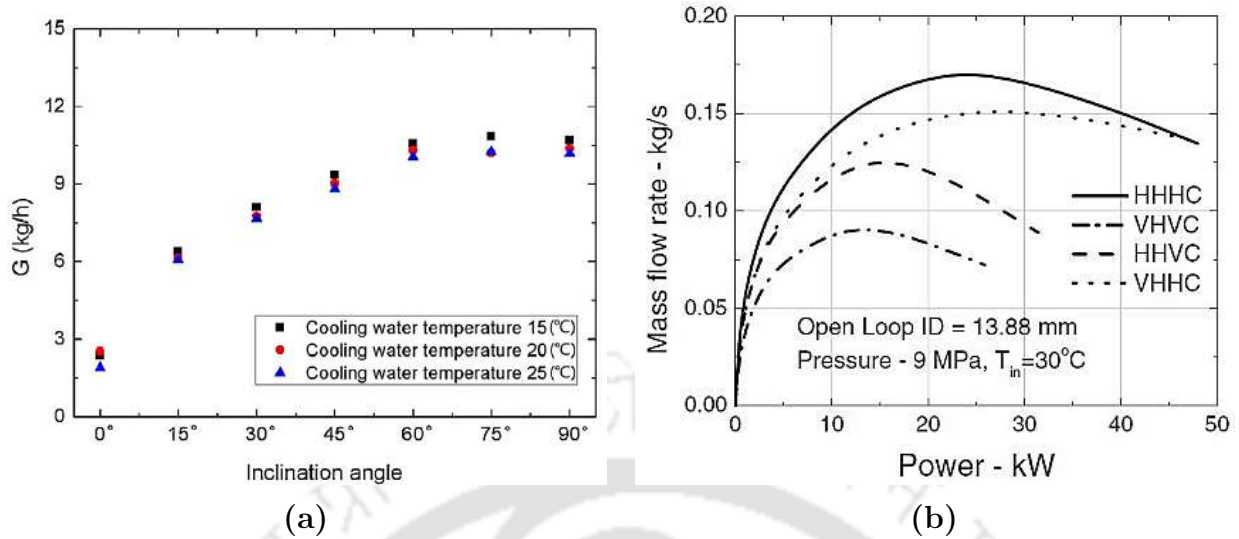 15
12
9
6
3
0
G (kg/h)
Cooling water temperature 15(℃)
Cooling water temperature 20(℃)
Cooling water temperature 25(℃)
0° 15° 30° 45° 60° 75° 90°
Inclination angle
(a)
0.20
0.15
0.10
0.05
0.00
Mass flow rate - kg/s
HHHC
VHVC
HHVC
VHHC
Open Loop ID = 13.88 mm
Pressure - 9 MPa, Tin=30°C
0 10 20 30 40 50
Power - kW
(b)